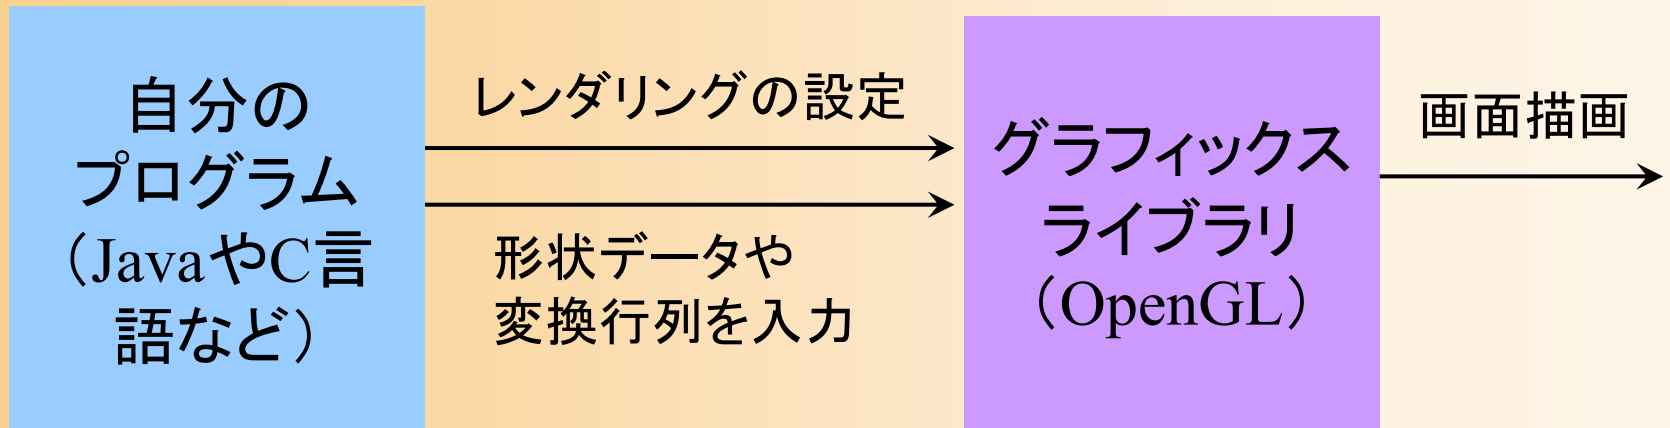 自分の
プログラム
（JavaやC言
語など）
レンダリングの設定
形状データや
変換行列を入力
グラフィックス
ライブラリ
（OpenGL）
画面描画